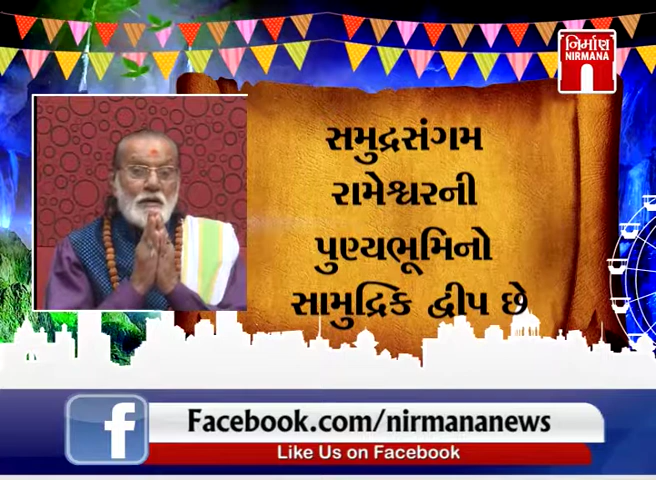 નિર્માણ
NIRMANA
સમુદ્રસંગમ
રામેશ્વરની
પુણ્યભૂમિનો
સામુદ્રિક દ્વીપ છે
f
Facebook.com/nirmananews
Like Us on Facebook